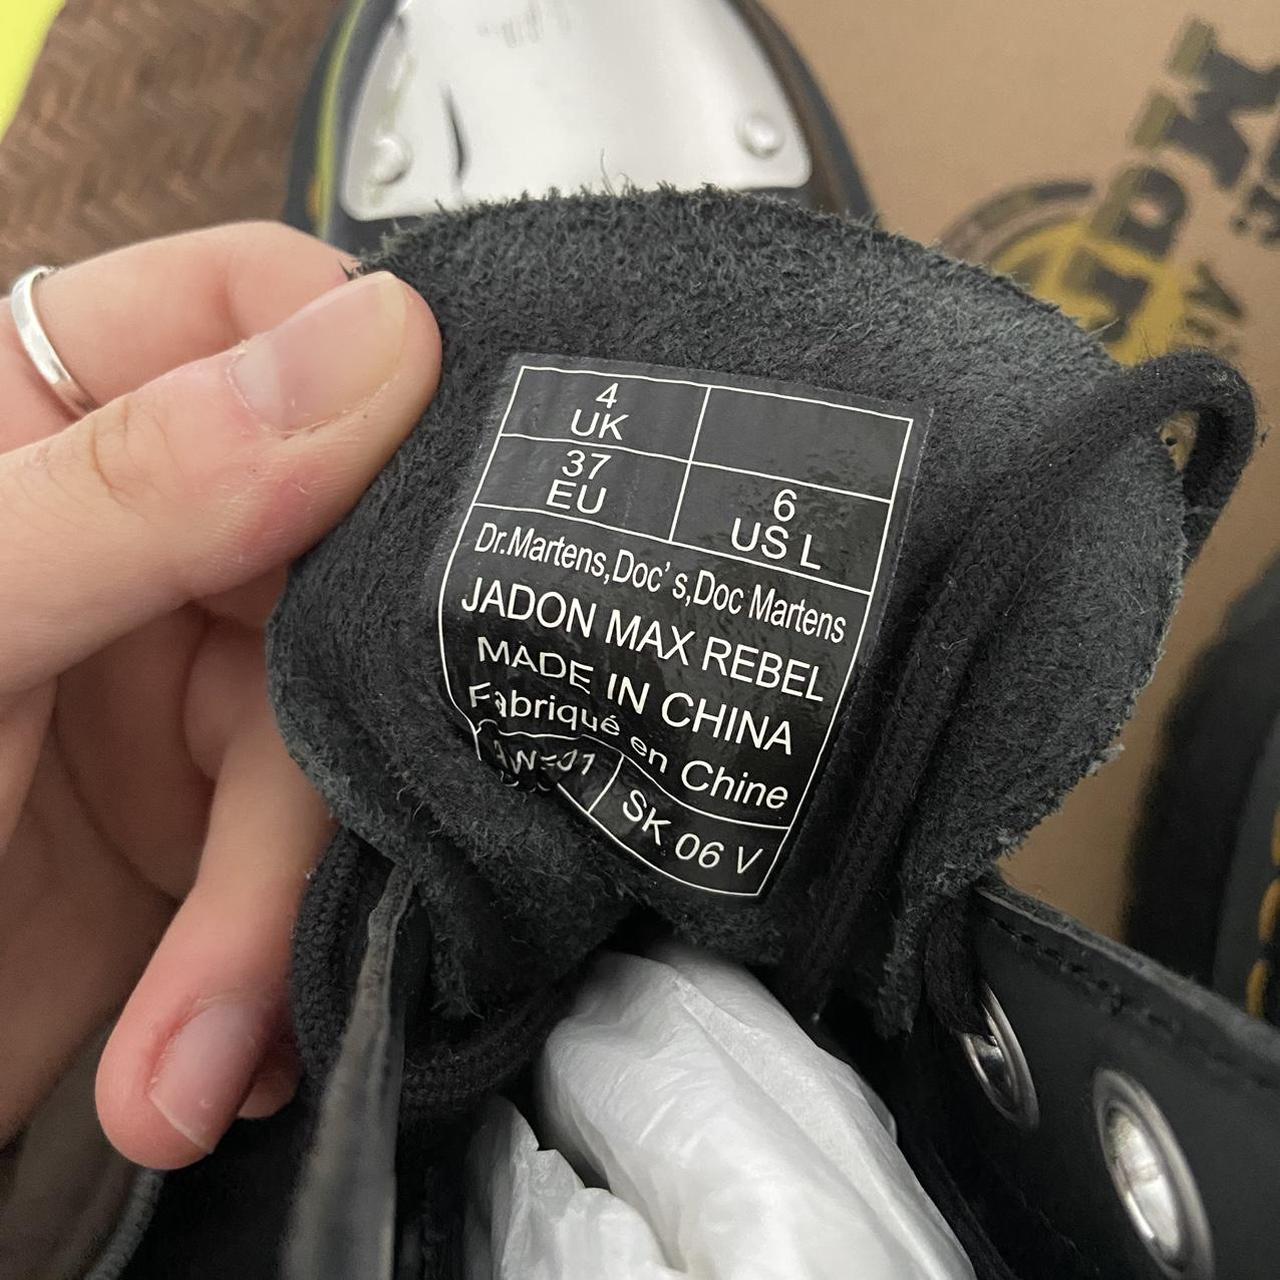 4
UK
37
EU
6
US L
Dr.Martens,Doc' s,Doc Martens
JADON MAX REBEL
MADE IN CHINA
Fabriqué en Chine
SK 06 V